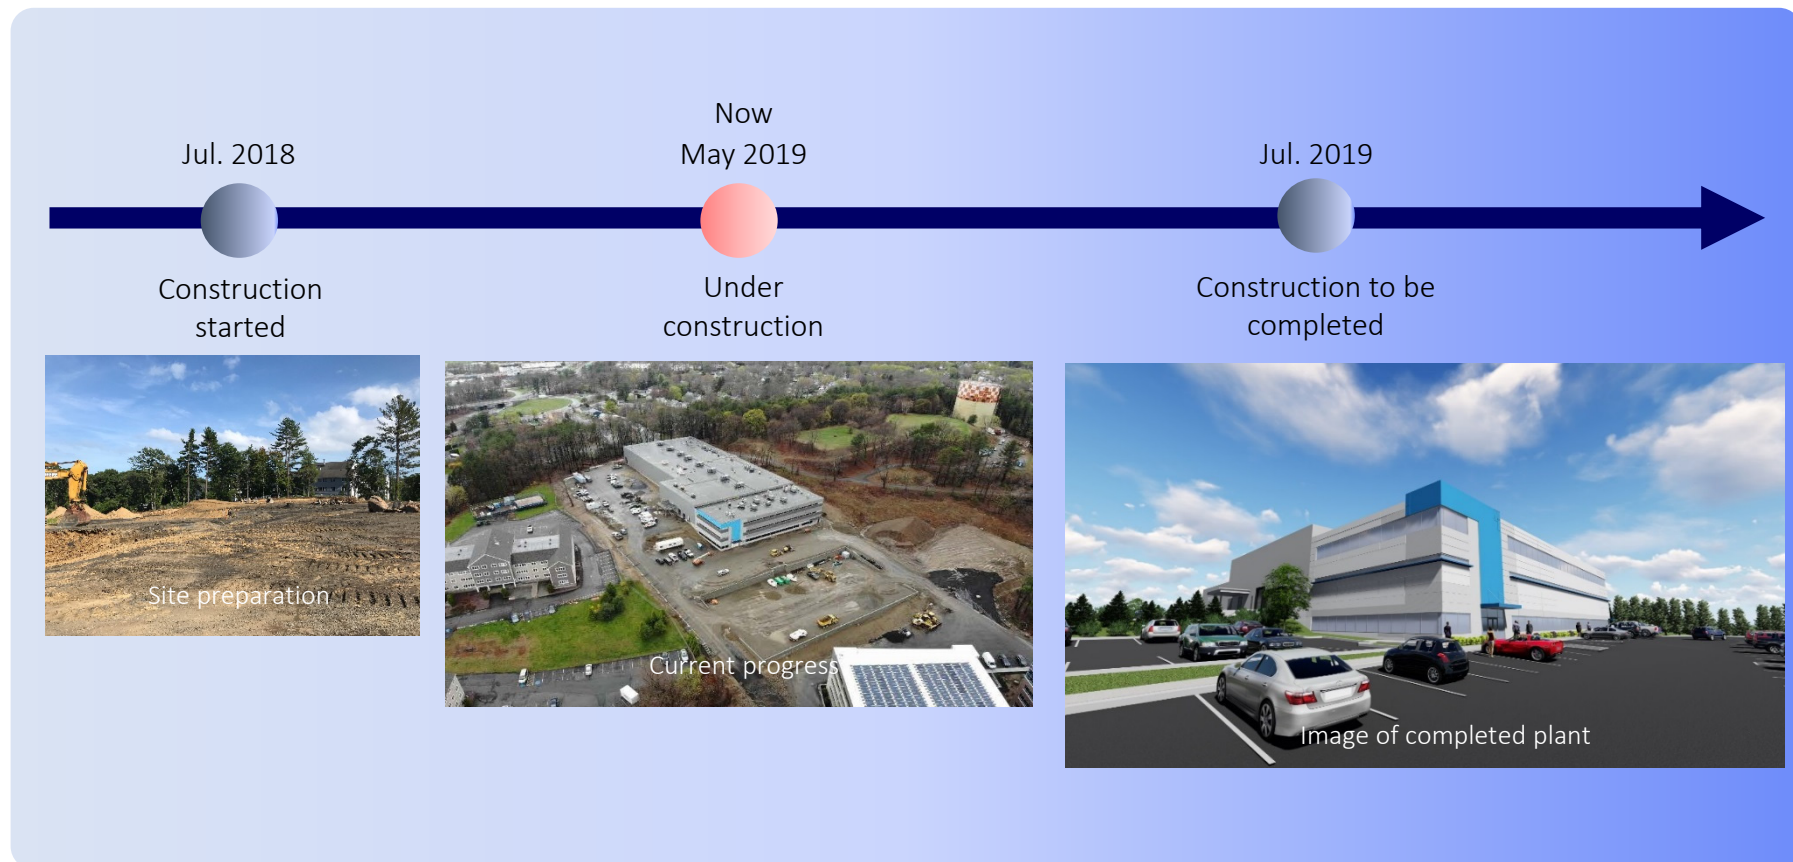 Jul. 2018
Construction
started
Site preparation
Now
May 2019
Under
construction
Current progress
Jul. 2019
Construction to be
completed
Image of completed plant